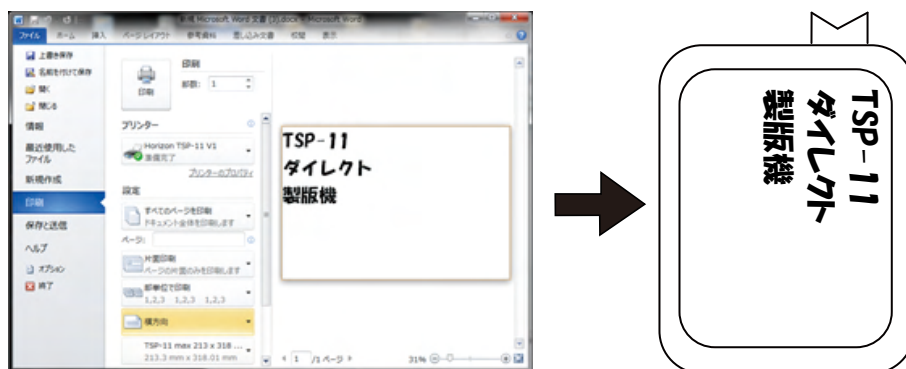 新規 Microsoft Word 文書 (3).docx - Microsoft Word
ファイル
ホーム
挿入
ページ レイアウト
参考資料
差し込み文書
校閲
表示
上書き保存
名前を付けて保存
開く
閉じる
情報
最近使用した
ファイル
新規作成
印刷
保存と送信
ヘルプ
オプション
終了
印刷
印刷
部数: 1
プリンター
Horizon TSP-11 V1
準備完了
プリンターのプロパティ
設定
すべてのページを印刷
ドキュメント全体を印刷します
ページ:
片面印刷
ページの片面のみを印刷します
部単位で印刷
1,2,3 1,2,3 1,2,3
横方向
TSP-11 max 213 x 318 ...
213.3 mm x 318.01 mm
TSP-11
ダイレクト
製版機
1 /1 ページ
31%
TSP-11
ダイレクト
製版機